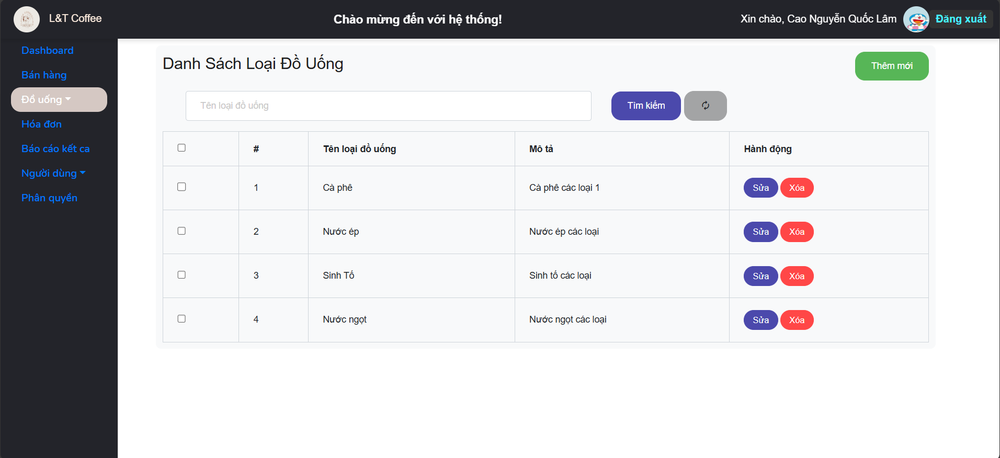 L&T Coffee
Chào mừng đến với hệ thống!
Xin chào, Cao Nguyễn Quốc Lâm
Đăng xuất
Dashboard
Bán hàng
Đồ uống
Hóa đơn
Báo cáo kết ca
Người dùng
Phân quyền
Danh Sách Loại Đồ Uống
Thêm mới
Tên loại đồ uống
Tìm kiếm
# Tên loại đồ uống Mô tả Hành động
1 Cà phê Cà phê các loại 1 Sửa Xóa
2 Nước ép Nước ép các loại Sửa Xóa
3 Sinh Tố Sinh tố các loại Sửa Xóa
4 Nước ngọt Nước ngọt các loại Sửa Xóa